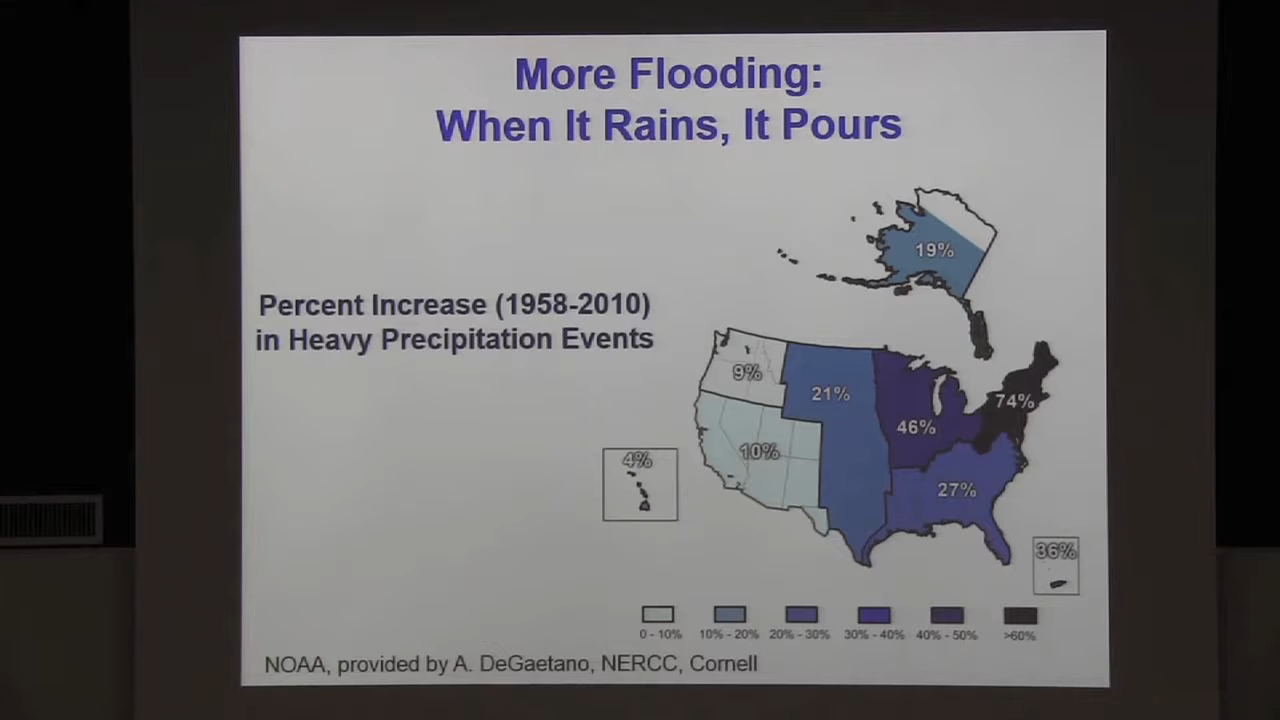 More Flooding:
When It Rains, It Pours
19%
Percent Increase (1958-2010)
in Heavy Precipitation Events
9%
21%
74%
46%
10%
4%
27%
36%
0 - 10% 10% - 20% 20% - 30% 30% - 40% 40% - 50% >60%
NOAA, provided by A. DeGaetano, NERCC, Cornell